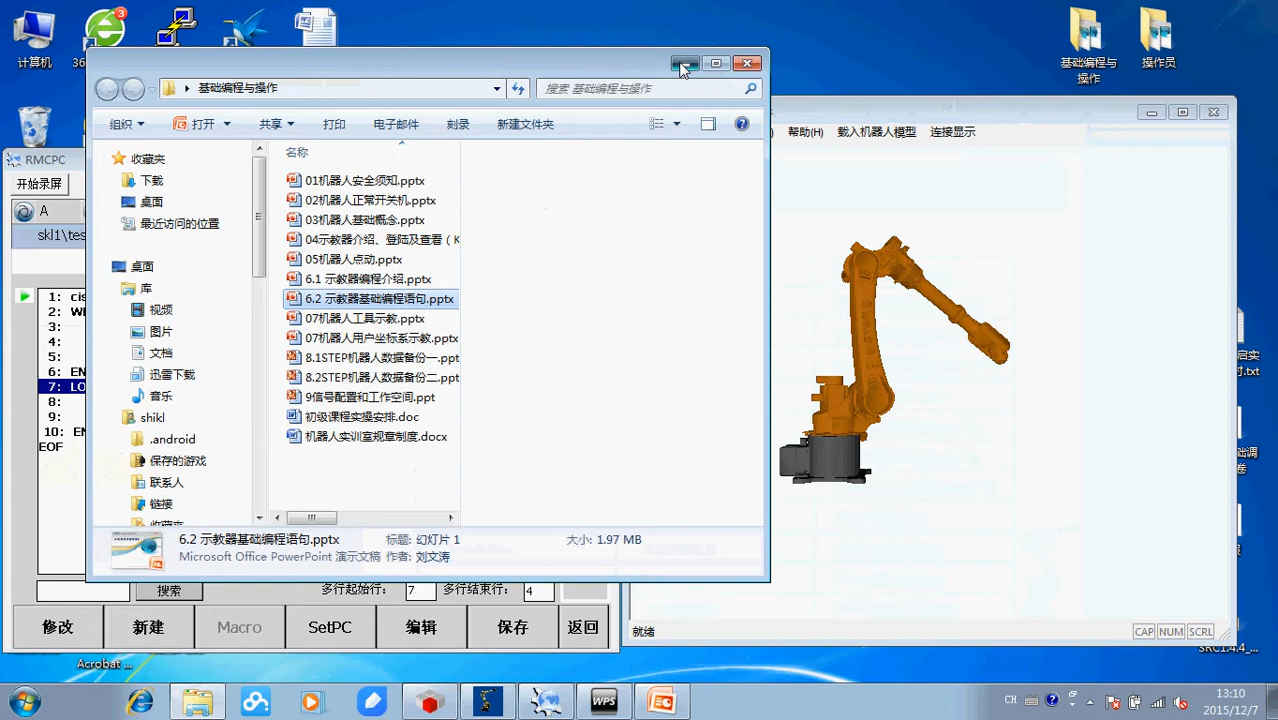 3
计算机
36
基础编程与
操作
操作员
基础编程与操作
搜索 基础编程与操作
组织
打开
共享
打印
电子邮件
刻录
新建文件夹
收藏夹
下载
桌面
最近访问的位置
桌面
库
视频
图片
文档
迅雷下载
音乐
shikl
.android
保存的游戏
联系人
链接
名称
01机器人安全须知.pptx
02机器人正常开关机.pptx
03机器人基础概念.pptx
04示教器介绍、登陆及查看（K
05机器人点动.pptx
6.1 示教器编程介绍.pptx
6.2 示教器基础编程语句.pptx
07机器人工具示教.pptx
07机器人用户坐标系示教.pptx
8.1STEP机器人数据备份一.ppt
8.2STEP机器人数据备份二.ppt
9信号配置和工作空间.ppt
初级课程实操安排.doc
机器人实训室规章制度.docx
6.2 示教器基础编程语句.pptx 标题: 幻灯片 1 大小: 1.97 MB
Microsoft Office PowerPoint 演示文稿 作者: 刘文涛
RMCPC
开始录屏
A
skl1\tes
1: cis
2: WH
3:
4:
5:
6: EN
7: LO
8:
9:
10: EN
EOF
搜索 多行起始行: 7 多行结束行: 4
修改 新建 Macro SetPC 编辑 保存 返回
帮助(H) 载入机器人模型 连接显示
就绪 CAP NUM SCRL
Acrobat ...
SRC1.4.4_...
WPS
CH
13:10
2015/12/7